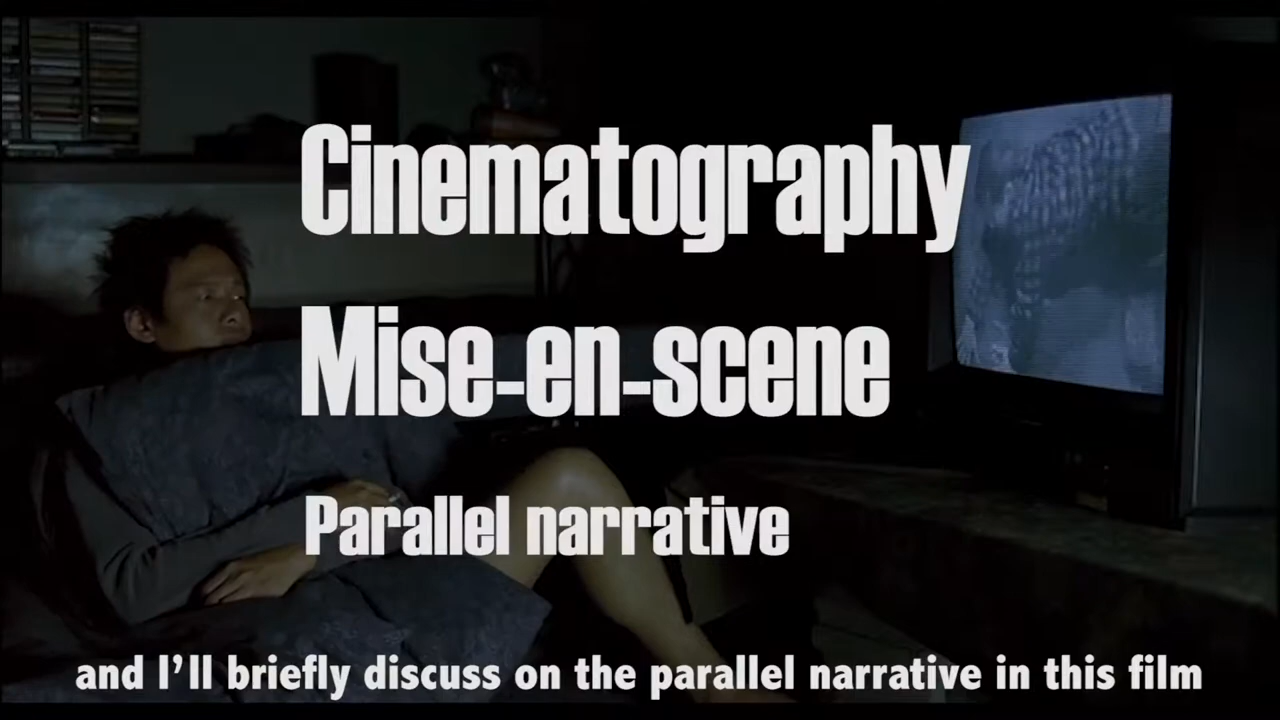 Cinematography
Mise-en-scene
Parallel narrative
and I'll briefly discuss on the parallel narrative in this film